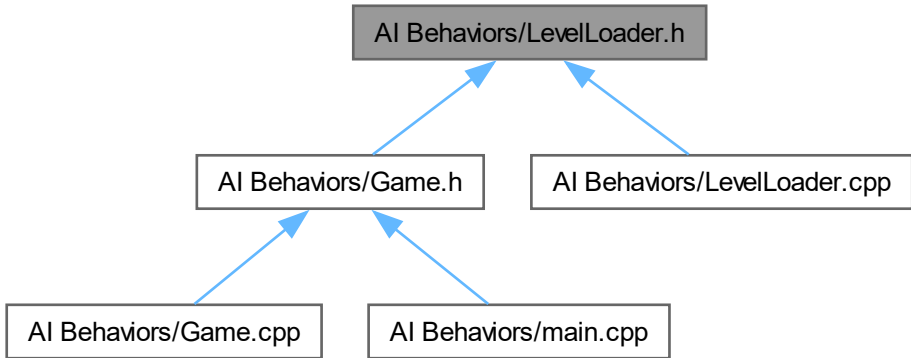 AI Behaviors/LevelLoader.h
AI Behaviors/Game.h
AI Behaviors/LevelLoader.cpp
AI Behaviors/Game.cpp
AI Behaviors/main.cpp